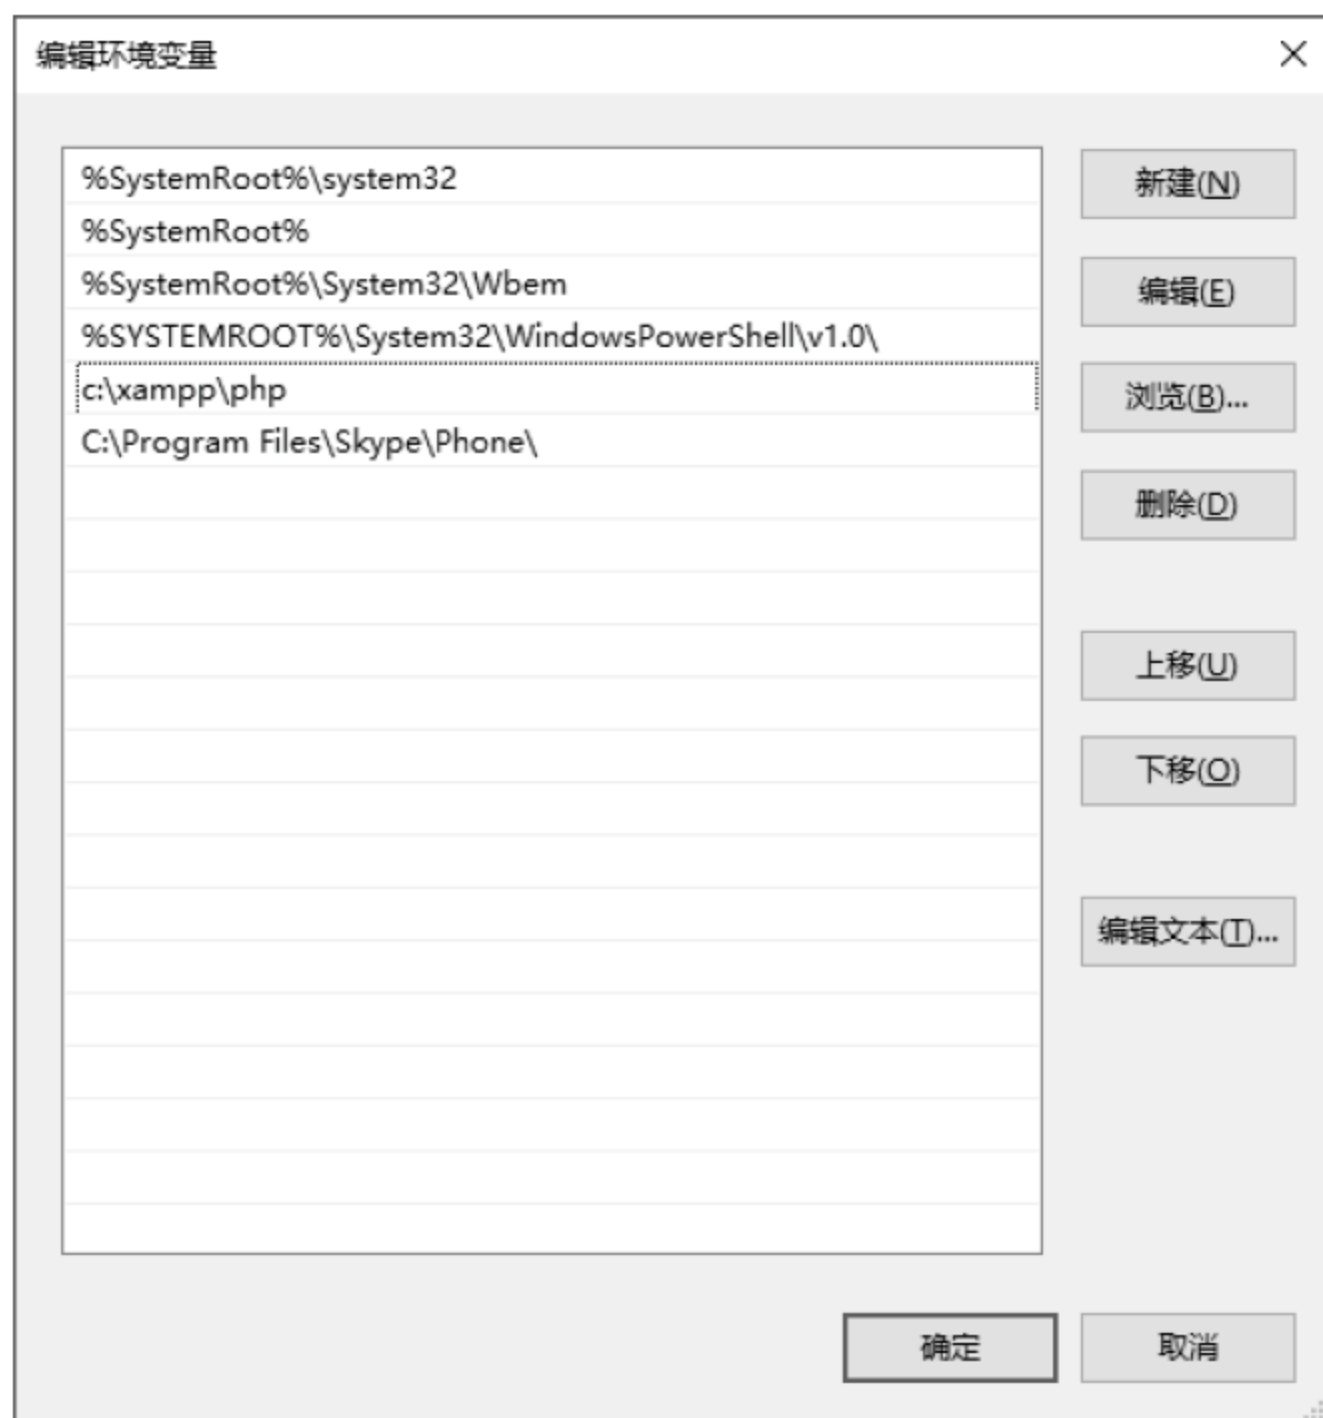 编辑环境变量
%SystemRoot%\system32
%SystemRoot%
%SystemRoot%\System32\Wbem
%SYSTEMROOT%\System32\WindowsPowerShell\v1.0\
c:\xampp\php
C:\Program Files\Skype\Phone\
新建(N)
编辑(E)
浏览(B)...
删除(D)
上移(U)
下移(O)
编辑文本(T)...
确定
取消